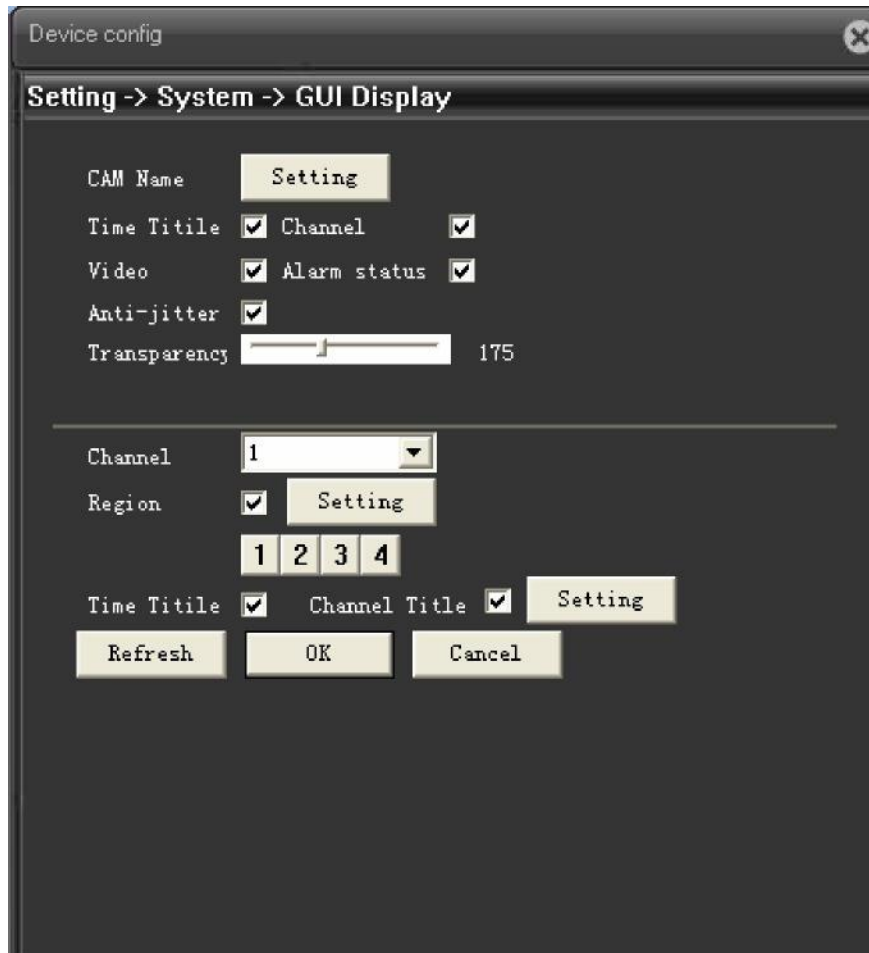 Device config
Setting -> System -> GUI Display
CAM Name Setting
Time Titile Channel
Video Alarm status
Anti-jitter
Transparency 175
Channel 1
Region Setting
1 2 3 4
Time Titile Channel Title Setting
Refresh OK Cancel